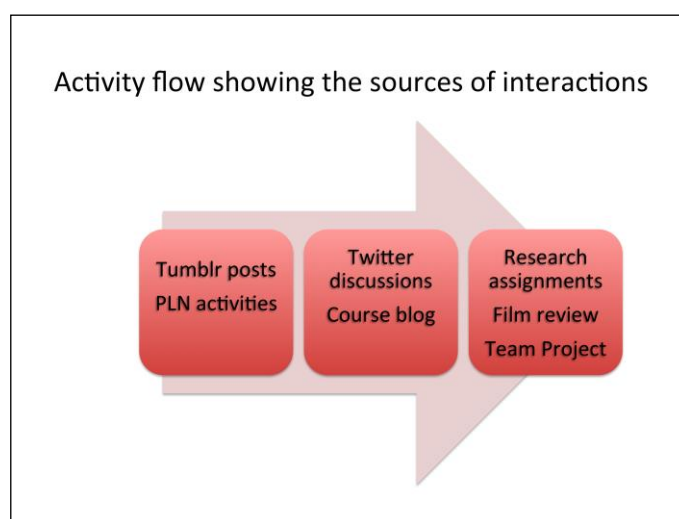 Activity flow showing the sources of interactions
Tumblr posts
PLN activities
Twitter
discussions
Course blog
Research
assignments
Film review
Team Project